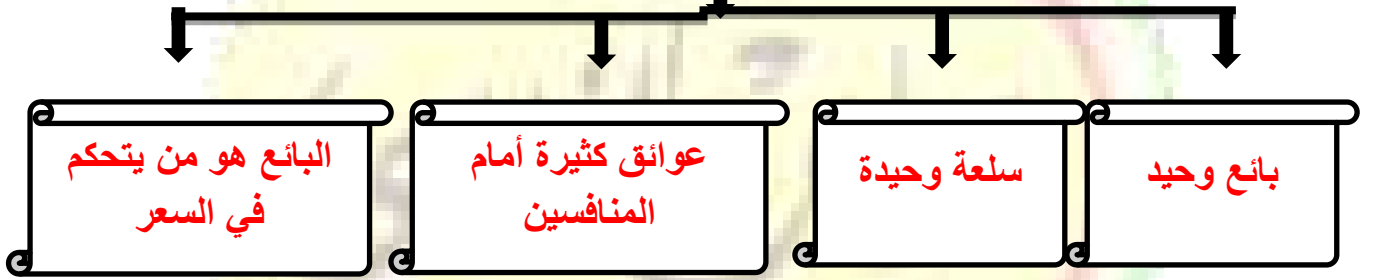 بائع وحيد
سلعة وحيدة
عوائق كثيرة أمام
المنافسين
البائع هو من يتحكم
في السعر